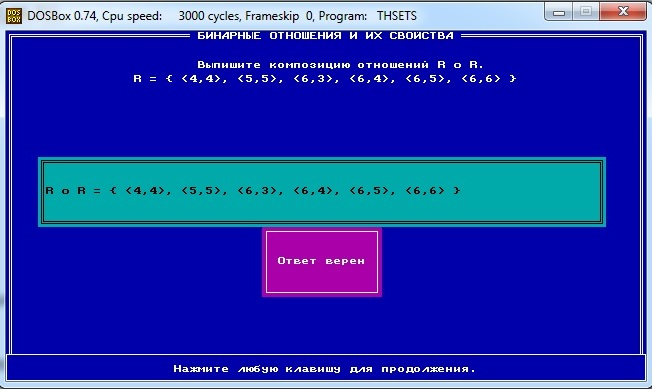 DOSBox 0.74, Cpu speed: 3000 cycles, Frameskip 0, Program: THSETS
БИНАРНЫЕ ОТНОШЕНИЯ И ИХ СВОЙСТВА
Выпишите композицию отношений R o R.
R = { <4,4>, <5,5>, <6,3>, <6,4>, <6,5>, <6,6> }
R o R = { <4,4>, <5,5>, <6,3>, <6,4>, <6,5>, <6,6> }
Ответ верен
Нажмите любую клавишу для продолжения.